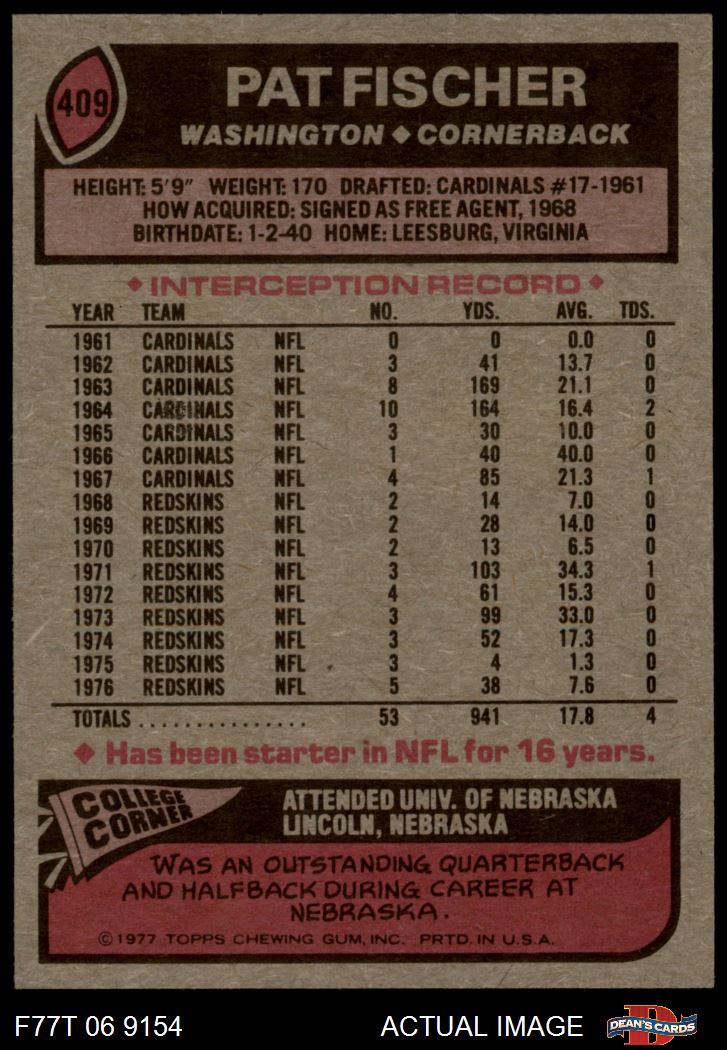 409
PAT FISCHER
WASHINGTON ◆ CORNERBACK
HEIGHT: 5'9" WEIGHT: 170 DRAFTED: CARDINALS #17-1961
HOW ACQUIRED: SIGNED AS FREE AGENT, 1968
BIRTHDATE: 1-2-40 HOME: LEESBURG, VIRGINIA
◆ INTERCEPTION RECORD ◆
YEAR TEAM NO. YDS. AVG. TDS.
1961 CARDINALS NFL 0 0 0.0 0
1962 CARDINALS NFL 3 41 13.7 0
1963 CARDINALS NFL 8 169 21.1 0
1964 CARDINALS NFL 10 164 16.4 2
1965 CARDINALS NFL 3 30 10.0 0
1966 CARDINALS NFL 1 40 40.0 0
1967 CARDINALS NFL 4 85 21.3 1
1968 REDSKINS NFL 2 14 7.0 0
1969 REDSKINS NFL 2 28 14.0 0
1970 REDSKINS NFL 2 13 6.5 0
1971 REDSKINS NFL 3 103 34.3 1
1972 REDSKINS NFL 4 61 15.3 0
1973 REDSKINS NFL 3 99 33.0 0
1974 REDSKINS NFL 3 52 17.3 0
1975 REDSKINS NFL 3 4 1.3 0
1976 REDSKINS NFL 5 38 7.6 0
TOTALS ............... 53 941 17.8 4
◆ Has been starter in NFL for 16 years.
COLLEGE
CORNER
ATTENDED UNIV. OF NEBRASKA
LINCOLN, NEBRASKA
WAS AN OUTSTANDING QUARTERBACK
AND HALFBACK DURING CAREER AT
NEBRASKA.
©1977 TOPPS CHEWING GUM, INC. PRTD. IN U.S.A.
F77T 06 9154 ACTUAL IMAGE
DEAN'S CARDS